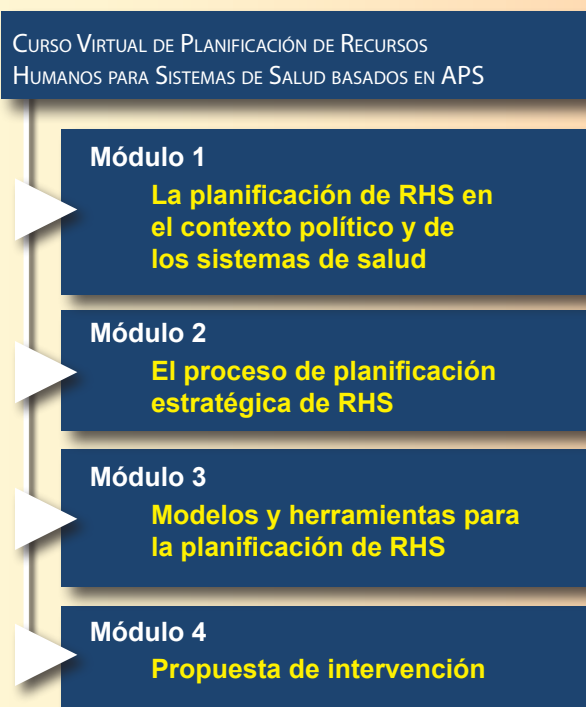 Curso Virtual de Planificación de Recursos
Humanos para Sistemas de Salud basados en APS
Módulo 1
La planificación de RHS en
el contexto político y de
los sistemas de salud
Módulo 2
El proceso de planificación
estratégica de RHS
Módulo 3
Modelos y herramientas para
la planificación de RHS
Módulo 4
Propuesta de intervención